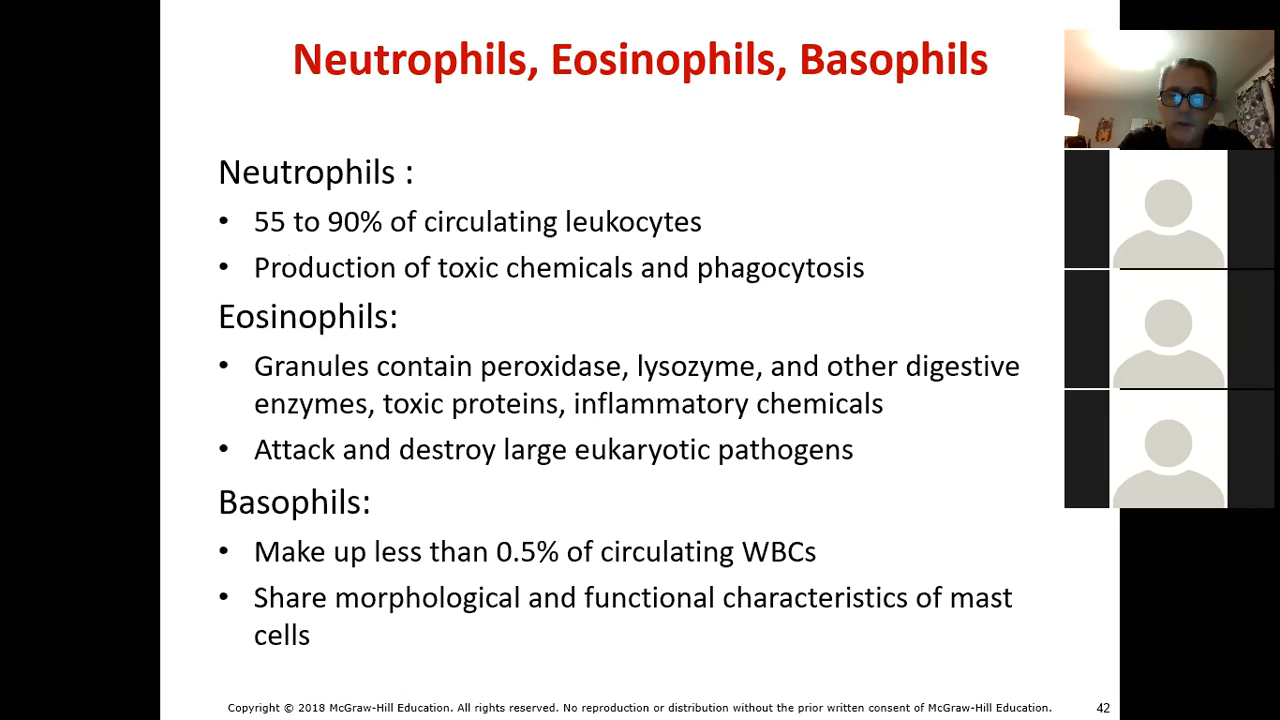 Neutrophils, Eosinophils, Basophils
Neutrophils :
• 55 to 90% of circulating leukocytes
• Production of toxic chemicals and phagocytosis
Eosinophils:
• Granules contain peroxidase, lysozyme, and other digestive
enzymes, toxic proteins, inflammatory chemicals
• Attack and destroy large eukaryotic pathogens
Basophils:
• Make up less than 0.5% of circulating WBCs
• Share morphological and functional characteristics of mast
cells
Copyright © 2018 McGraw-Hill Education. All rights reserved. No reproduction or distribution without the prior written consent of McGraw-Hill Education. 42